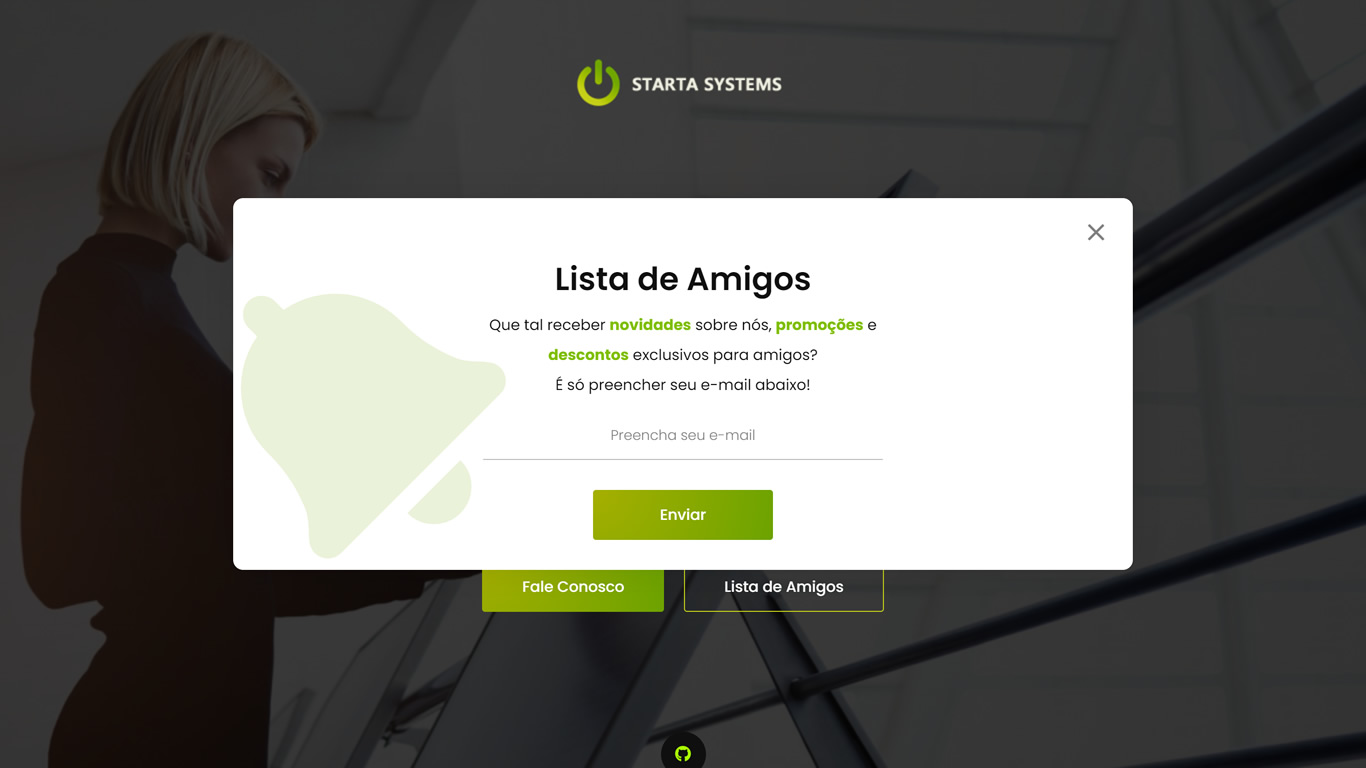 STARTA SYSTEMS
Lista de Amigos
Que tal receber novidades sobre nós, promoções e
descontos exclusivos para amigos?
É só preencher seu e-mail abaixo!
Preencha seu e-mail
Enviar
Fale Conosco
Lista de Amigos